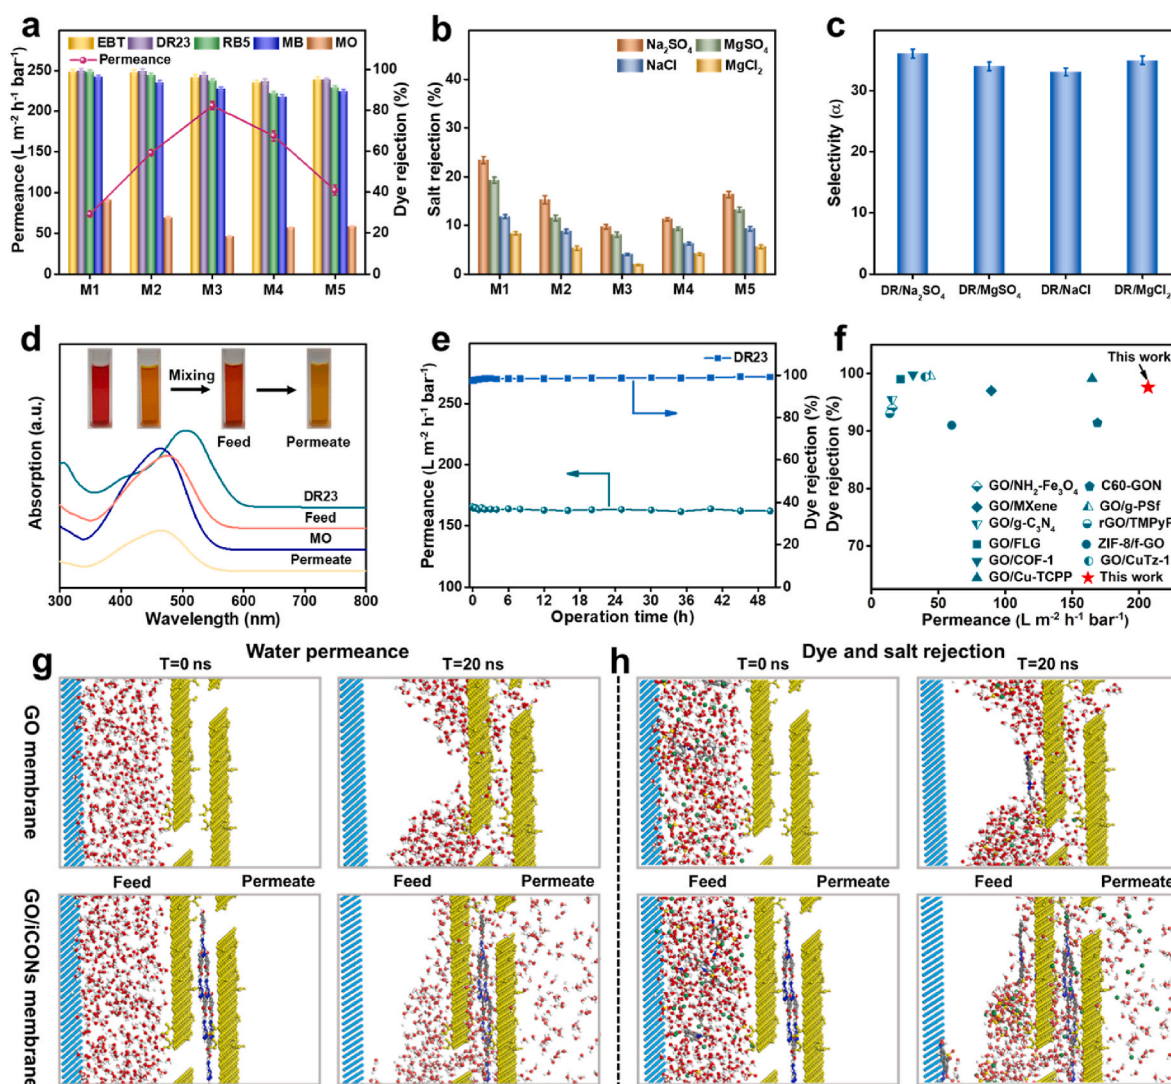 a
EBT DR23 RB5 MB MO
Permeance
Permeance (L m⁻² h⁻¹ bar⁻¹)
250
200
150
100
50
0
M1 M2 M3 M4 M5
100
80
60
40
20
0
Dye rejection (%)
b
Na₂SO₄ MgSO₄
NaCl MgCl₂
Salt rejection (%)
40
30
20
10
0
M1 M2 M3 M4 M5
c
Selectivity (α)
30
20
10
0
DR/Na₂SO₄ DR/MgSO₄ DR/NaCl DR/MgCl₂
d
Mixing
Feed Permeate
Absorption (a.u.)
DR23
Feed
MO
Permeate
300 400 500 600 700 800
Wavelength (nm)
e
DR23
Permeance (L m⁻² h⁻¹ bar⁻¹)
250
200
150
100
0 6 12 18 24 30 36 42 48
Operation time (h)
100
80
60
40
20
0
Dye rejection (%)
f
This work
Dye rejection (%)
100
90
80
70
GO/NH₂-Fe₃O₄ C60-GON
GO/MXene GO/g-PSf
GO/g-C₃N₄ rGO/TMPyP
GO/FLG ZIF-8/f-GO
GO/COF-1 GO/CuTz-1
GO/Cu-TCPP This work
0 50 100 150 200
Permeance (L m⁻² h⁻¹ bar⁻¹)
g Water permeance
T=0 ns T=20 ns
h Dye and salt rejection
T=0 ns T=20 ns
GO membrane
Feed Permeate Feed Permeate Feed Permeate Feed Permeate
GO/iCONs membrane